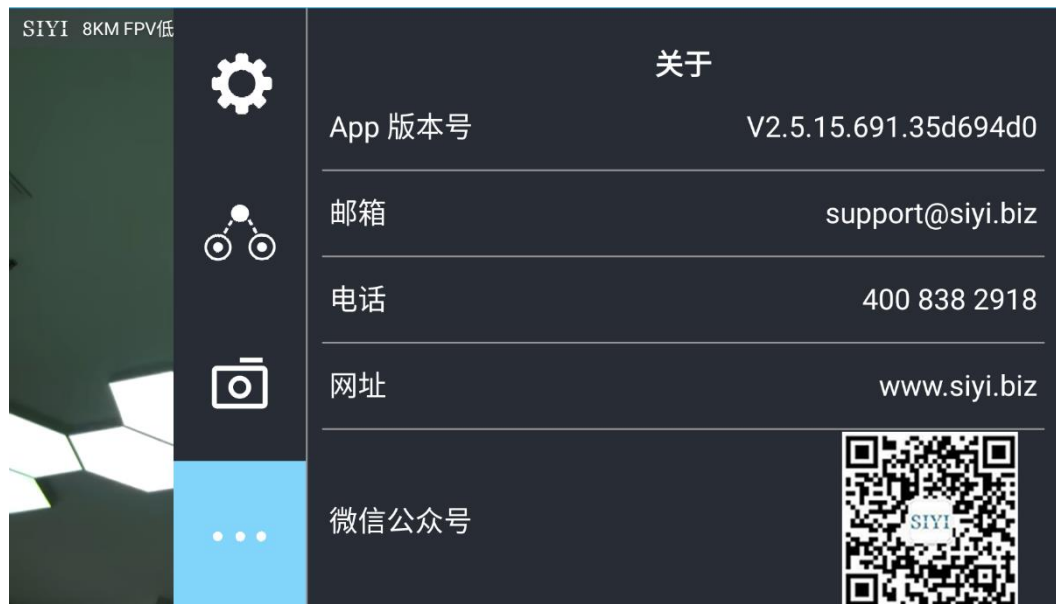 SIYI 8KM FPV低
关于
App 版本号 V2.5.15.691.35d694d0
邮箱 support@siyi.biz
电话 400 838 2918
网址 www.siyi.biz
微信公众号
SIYI